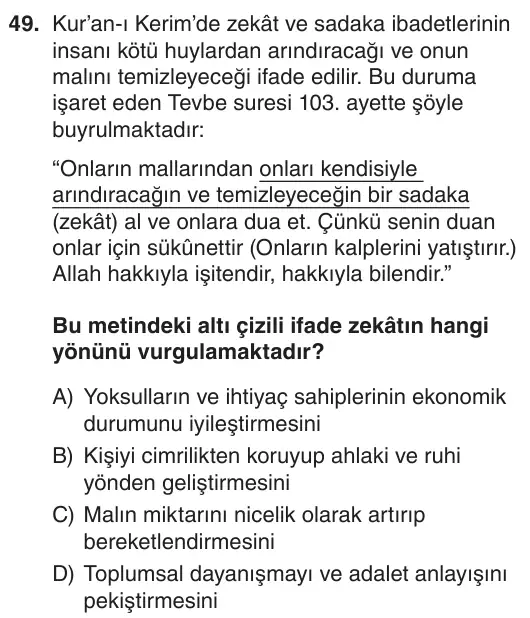 49. Kur’an-ı Kerim’de zekât ve sadaka ibadetlerinin
insanı kötü huylardan arındıracağı ve onun
malını temizleyeceği ifade edilir. Bu duruma
işaret eden Tevbe suresi 103. ayette şöyle
buyrulmaktadır:
“Onların mallarından onları kendisiyle
arındıracağın ve temizleyeceğin bir sadaka
(zekât) al ve onlara dua et. Çünkü senin duan
onlar için sükûnettir (Onların kalplerini yatıştırır.)
Allah hakkıyla işitendir, hakkıyla bilendir.”
Bu metindeki altı çizili ifade zekâtın hangi
yönünü vurgulamaktadır?
A) Yoksulların ve ihtiyaç sahiplerinin ekonomik
durumunu iyileştirmesini
B) Kişiyi cimrilikten koruyup ahlaki ve ruhi
yönden geliştirmesini
C) Malın miktarını nicelik olarak artırıp
bereketlendirmesini
D) Toplumsal dayanışmayı ve adalet anlayışını
pekiştirmesini